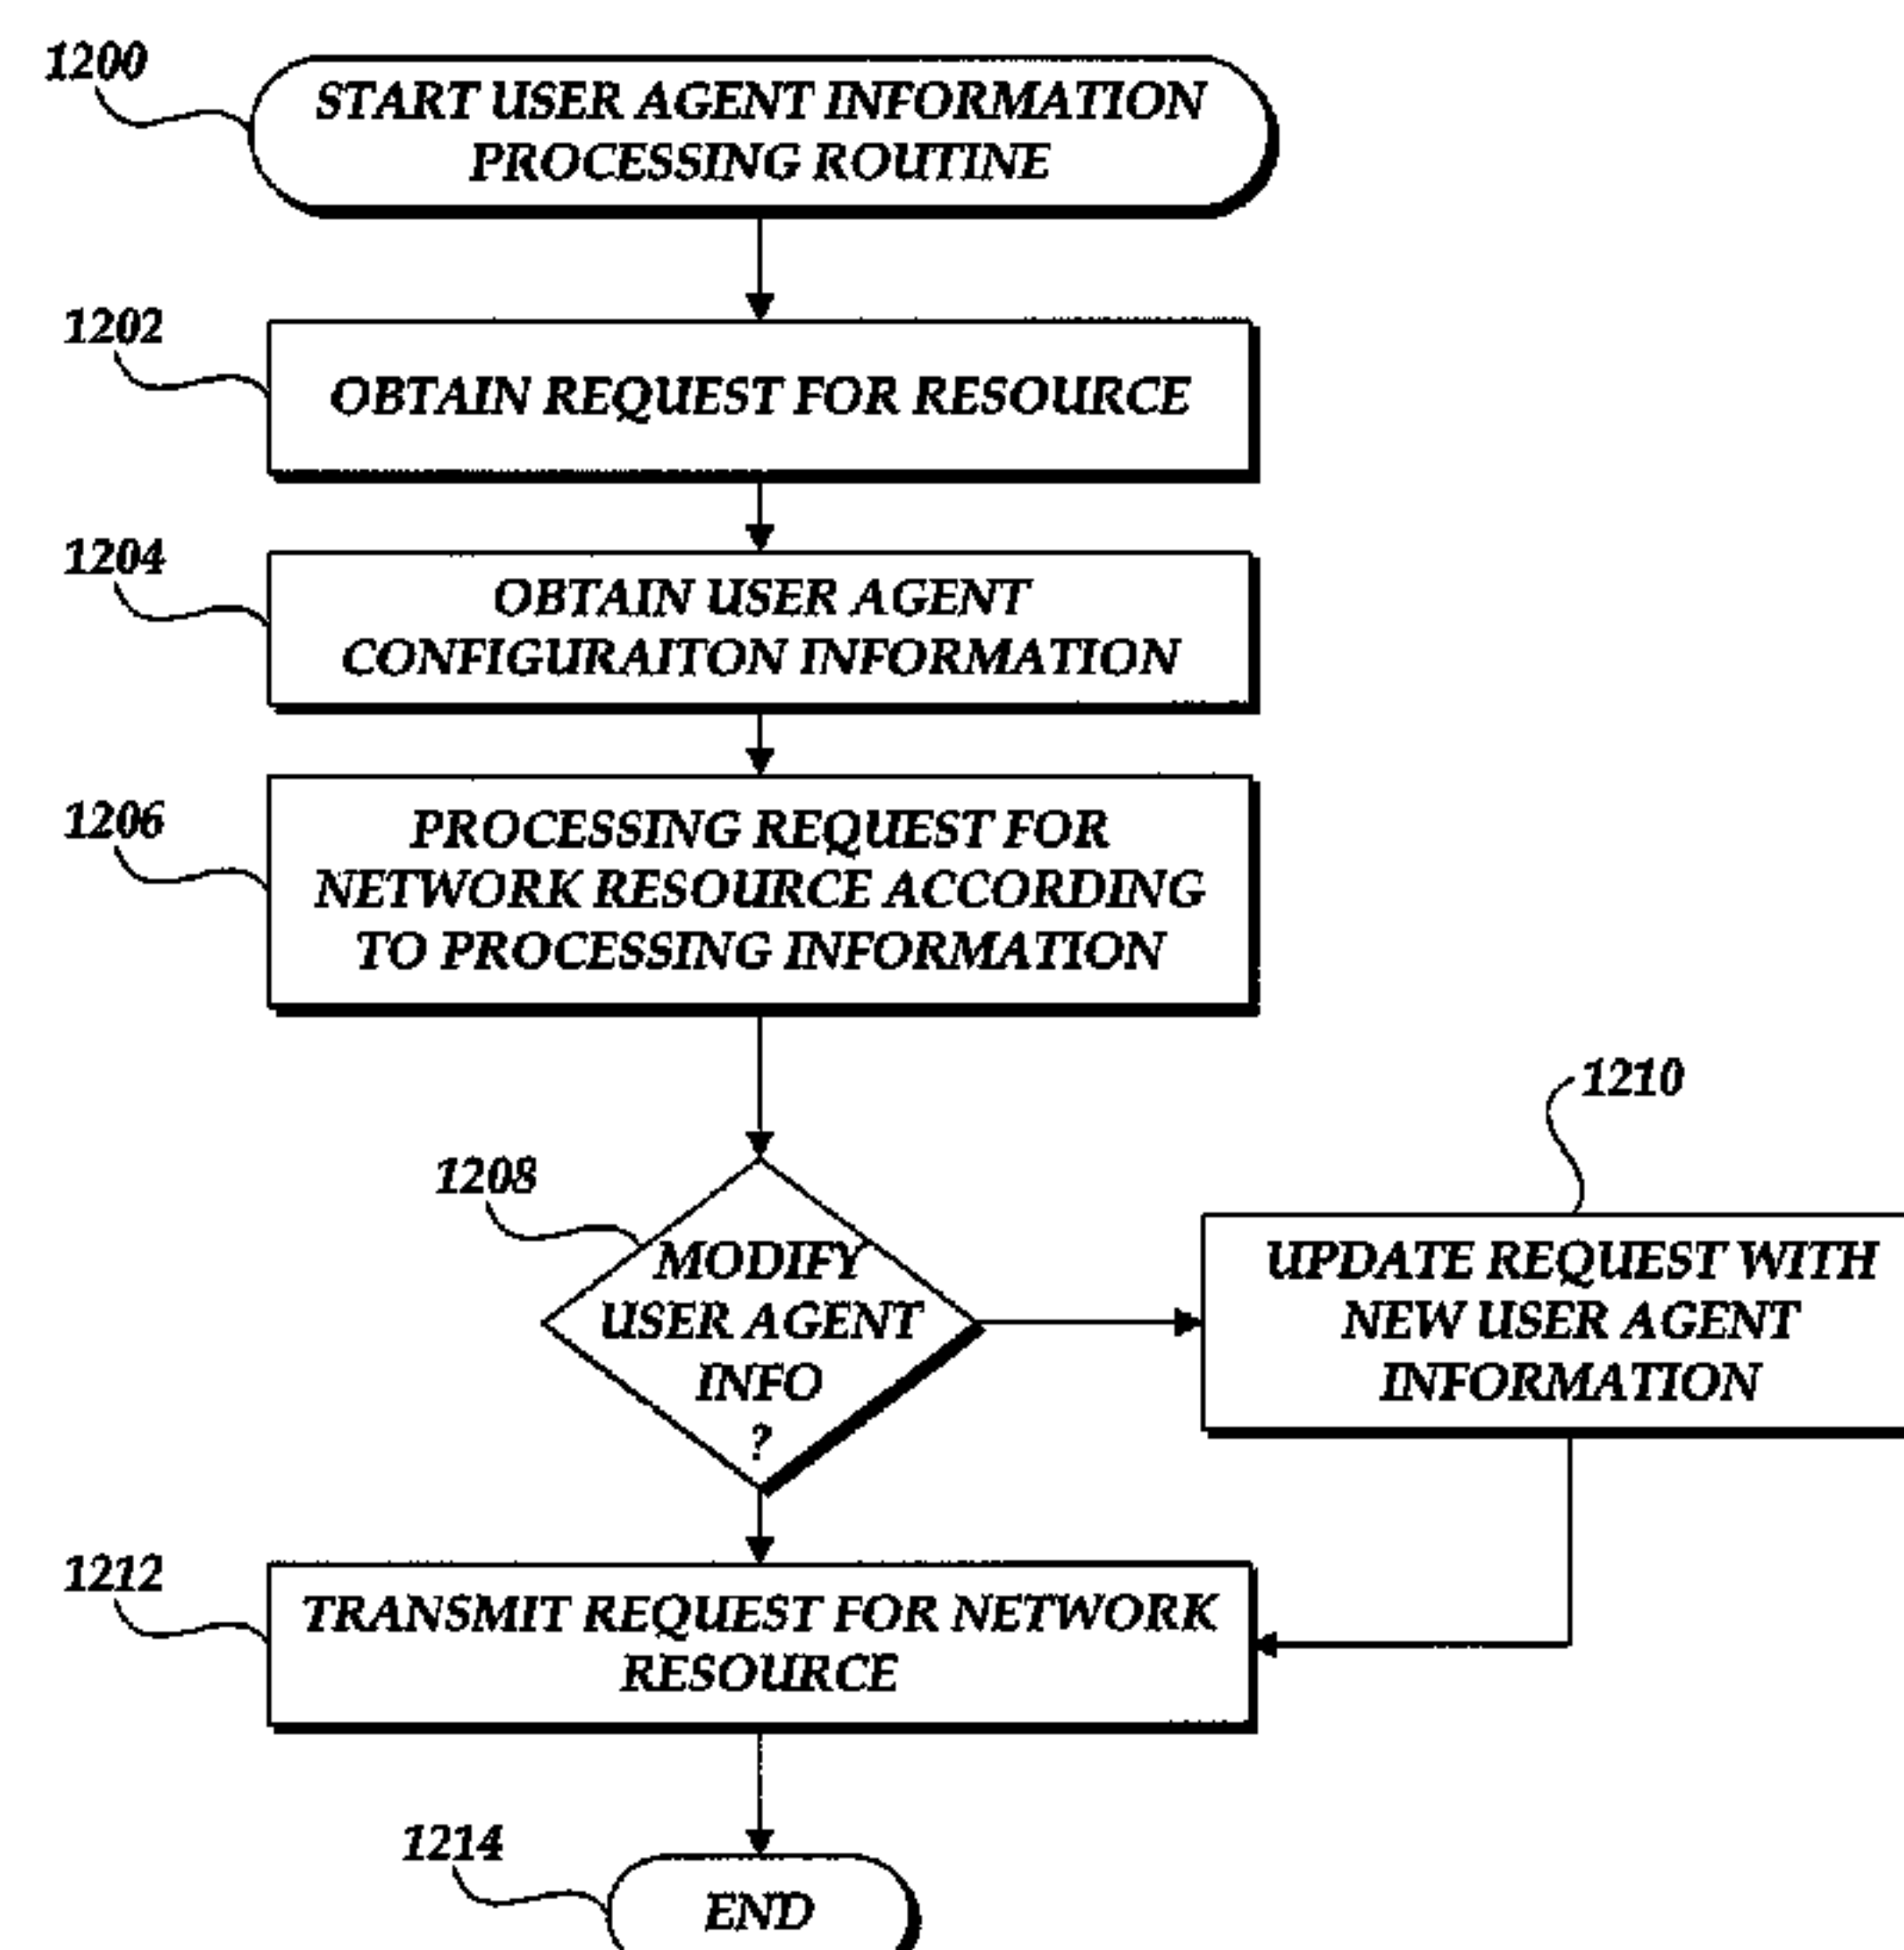 1200
START USER AGENT INFORMATION
PROCESSING ROUTINE
1202
OBTAIN REQUEST FOR RESOURCE
1204
OBTAIN USER AGENT
CONFIGURAITON INFORMATION
1206
PROCESSING REQUEST FOR
NETWORK RESOURCE ACCORDING
TO PROCESSING INFORMATION
1208
MODIFY
USER AGENT
INFO
?
1210
UPDATE REQUEST WITH
NEW USER AGENT
INFORMATION
1212
TRANSMIT REQUEST FOR NETWORK
RESOURCE
1214
END